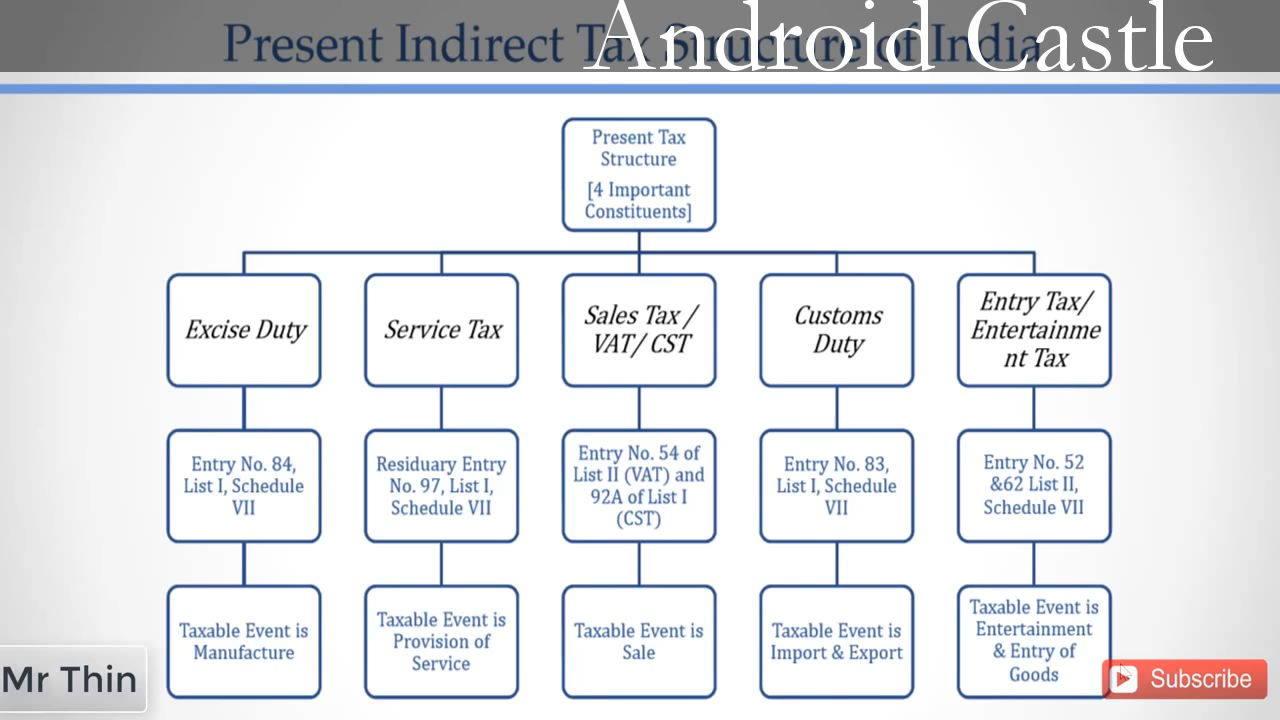 Present Indirect Tax Structure of India
Android Castle
Present Tax
Structure
[4 Important
Constituents]
Excise Duty
Service Tax
Sales Tax /
VAT/ CST
Customs
Duty
Entry Tax/
Entertainme
nt Tax
Entry No. 84,
List I, Schedule
VII
Residuary Entry
No. 97, List I,
Schedule VII
Entry No. 54 of
List II (VAT) and
92A of List I
(CST)
Entry No. 83,
List I, Schedule
VII
Entry No. 52
&62 List II,
Schedule VII
Taxable Event is
Manufacture
Taxable Event is
Provision of
Service
Taxable Event is
Sale
Taxable Event is
Import & Export
Taxable Event is
Entertainment
& Entry of
Goods
Mr Thin
Subscribe